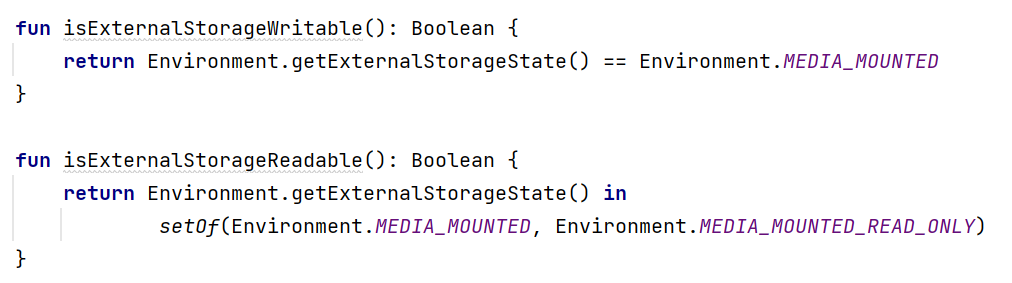 fun isExternalStorageWritable(): Boolean {
    return Environment.getExternalStorageState() == Environment.MEDIA_MOUNTED
}

fun isExternalStorageReadable(): Boolean {
    return Environment.getExternalStorageState() in
            setOf(Environment.MEDIA_MOUNTED, Environment.MEDIA_MOUNTED_READ_ONLY)
}